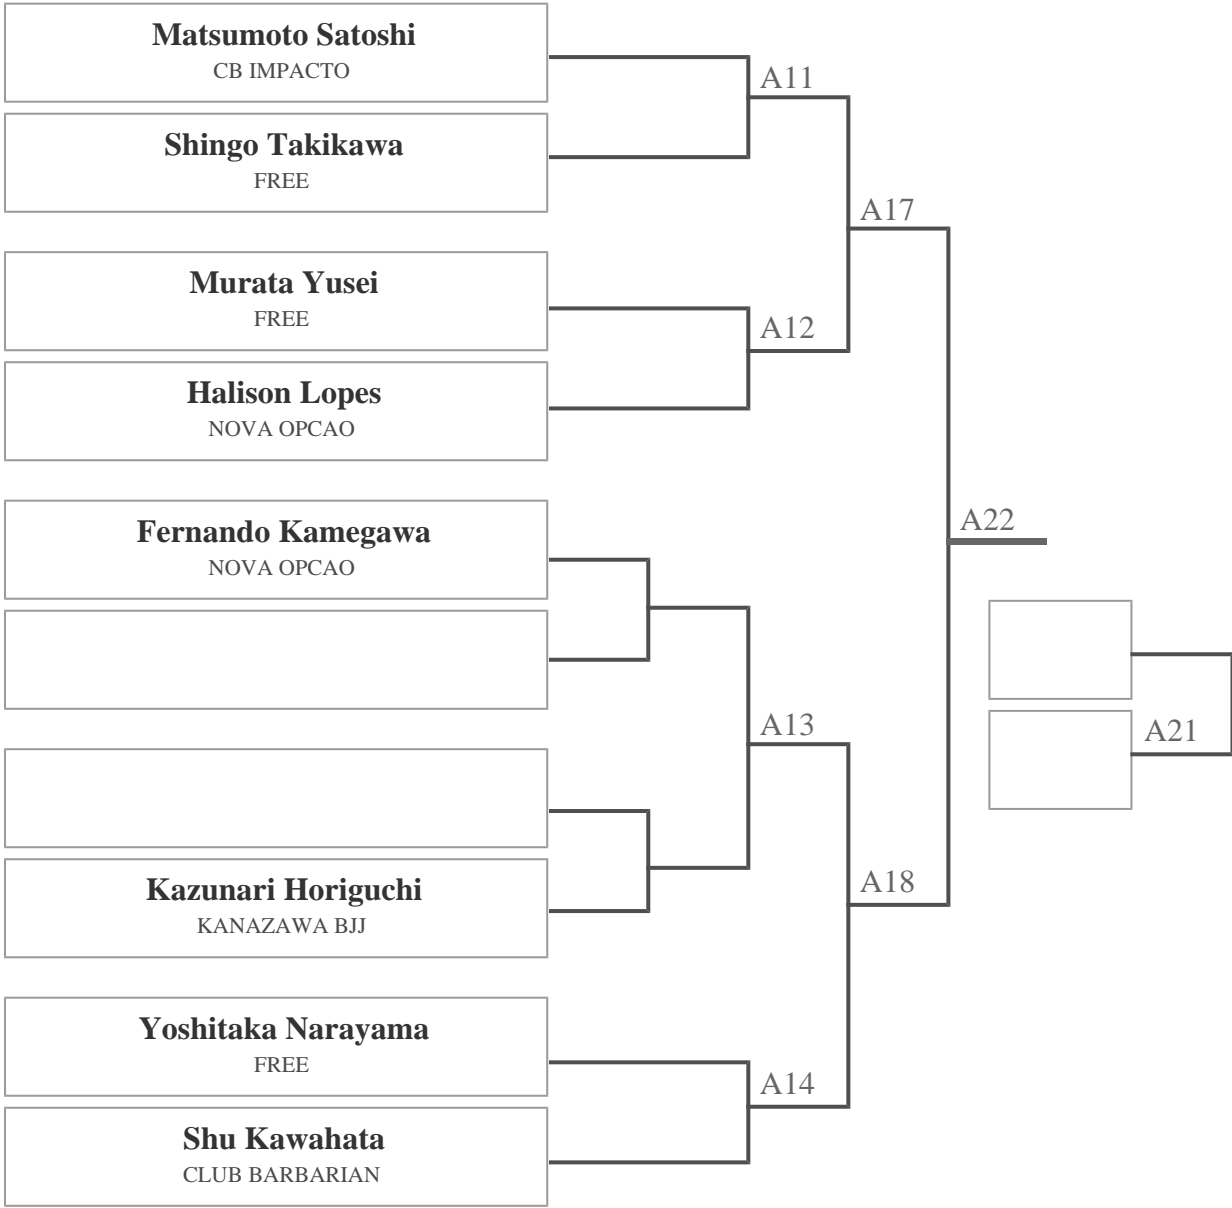 Matsumoto Satoshi
CB IMPACTO
A11
Shingo Takikawa
FREE
A17
Murata Yusei
FREE
A12
Halison Lopes
NOVA OPCAO
Fernando Kamegawa
NOVA OPCAO
A22
A13
A21
Kazunari Horiguchi
KANAZAWA BJJ
A18
Yoshitaka Narayama
FREE
A14
Shu Kawahata
CLUB BARBARIAN